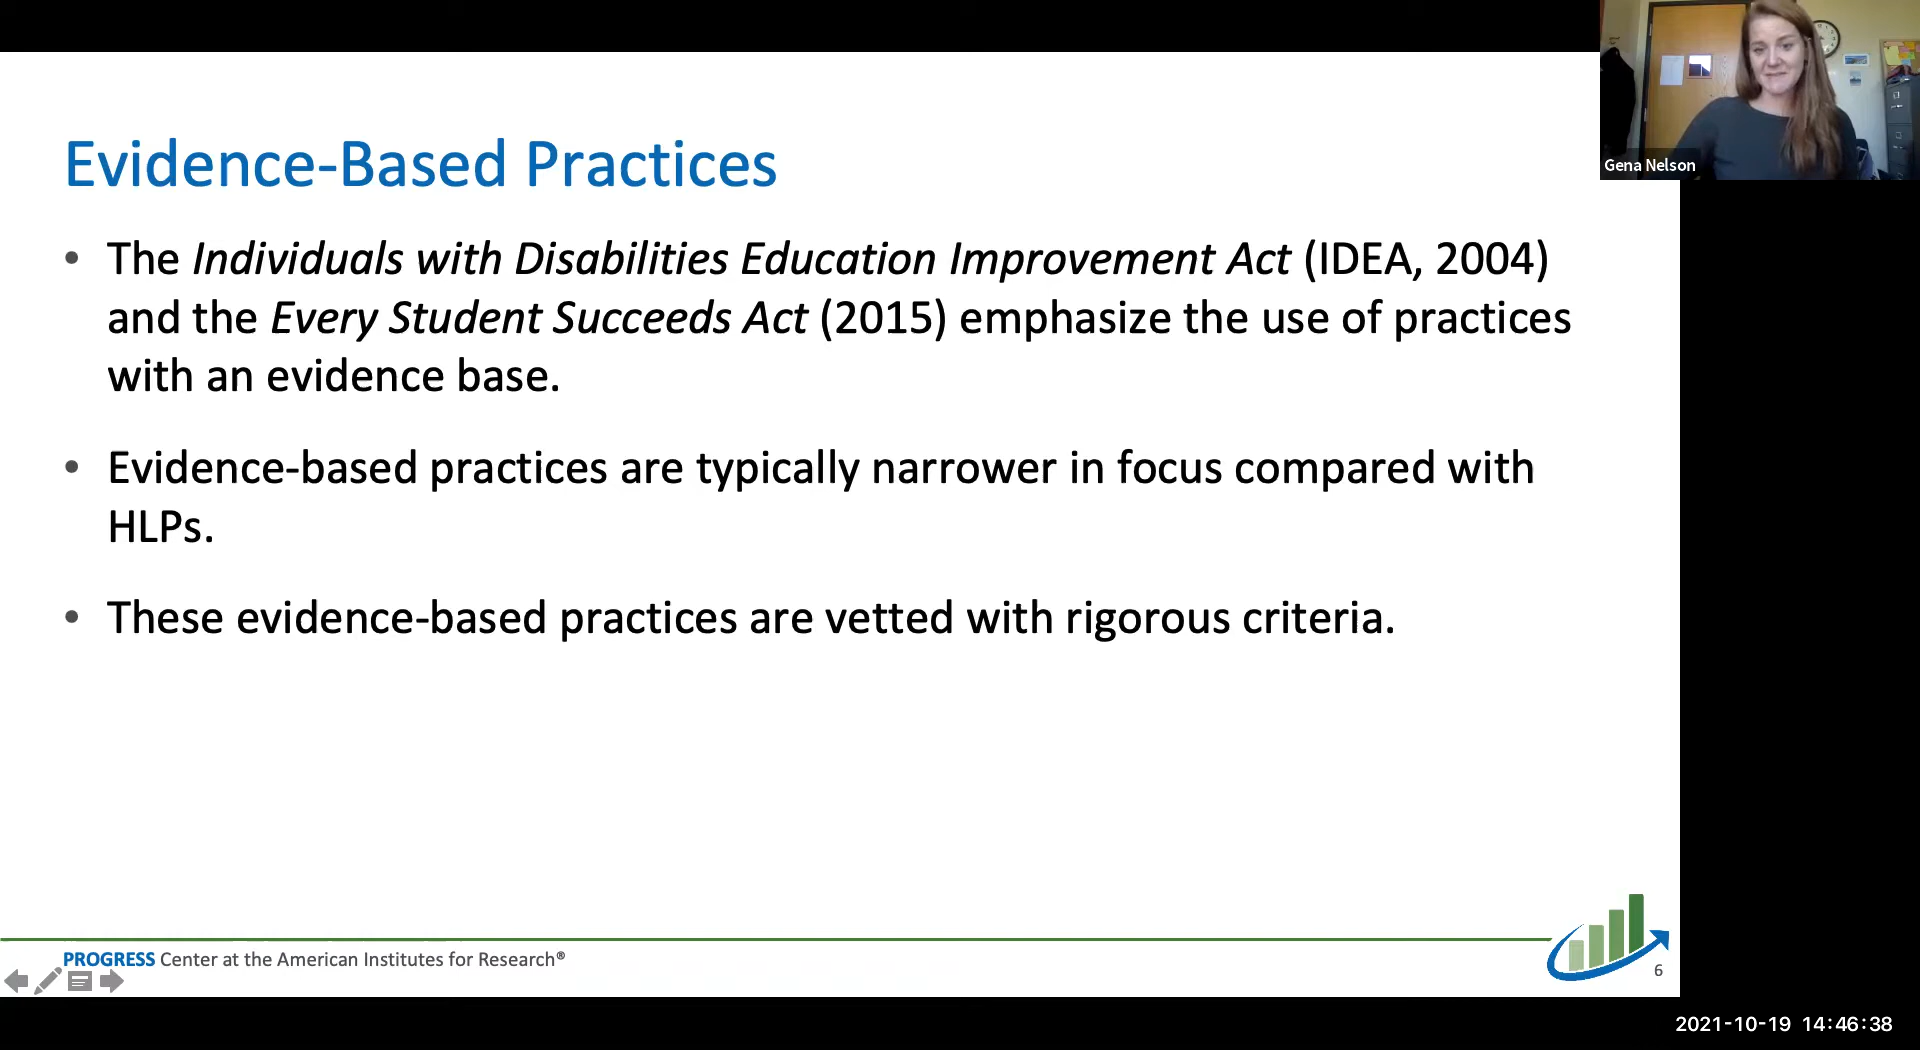 Gena Nelson
Evidence-Based Practices
• The Individuals with Disabilities Education Improvement Act (IDEA, 2004)
and the Every Student Succeeds Act (2015) emphasize the use of practices
with an evidence base.
• Evidence-based practices are typically narrower in focus compared with
HLPs.
• These evidence-based practices are vetted with rigorous criteria.
PROGRESS Center at the American Institutes for Research®
6
2021-10-19 14:46:38